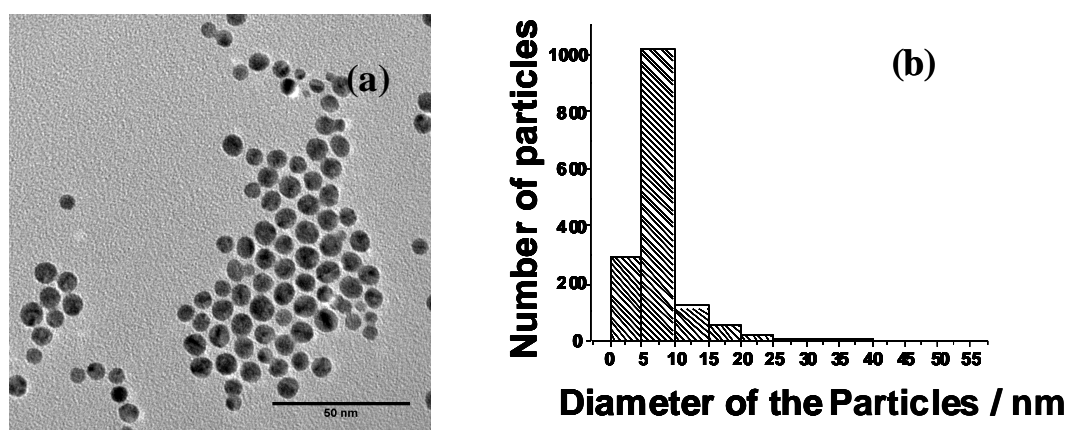 (a)
50 nm
(b)
Number of particles
1000
800
600
400
200
0
0 5 10 15 20 25 30 35 40 45 50 55
Diameter of the Particles / nm